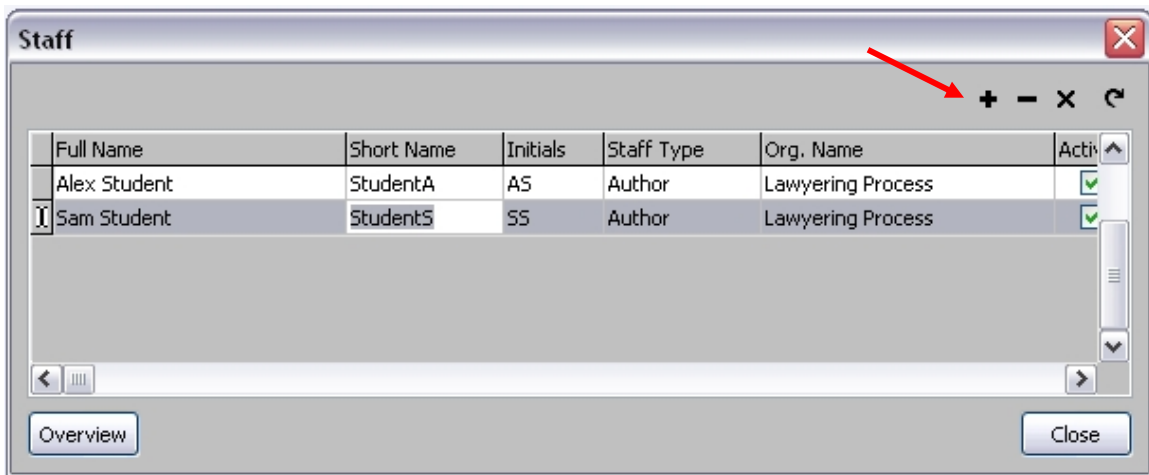 Staff
Full Name Short Name Initials Staff Type Org. Name Activ
Alex Student StudentA AS Author Lawyering Process
Sam Student StudentS SS Author Lawyering Process
Overview Close